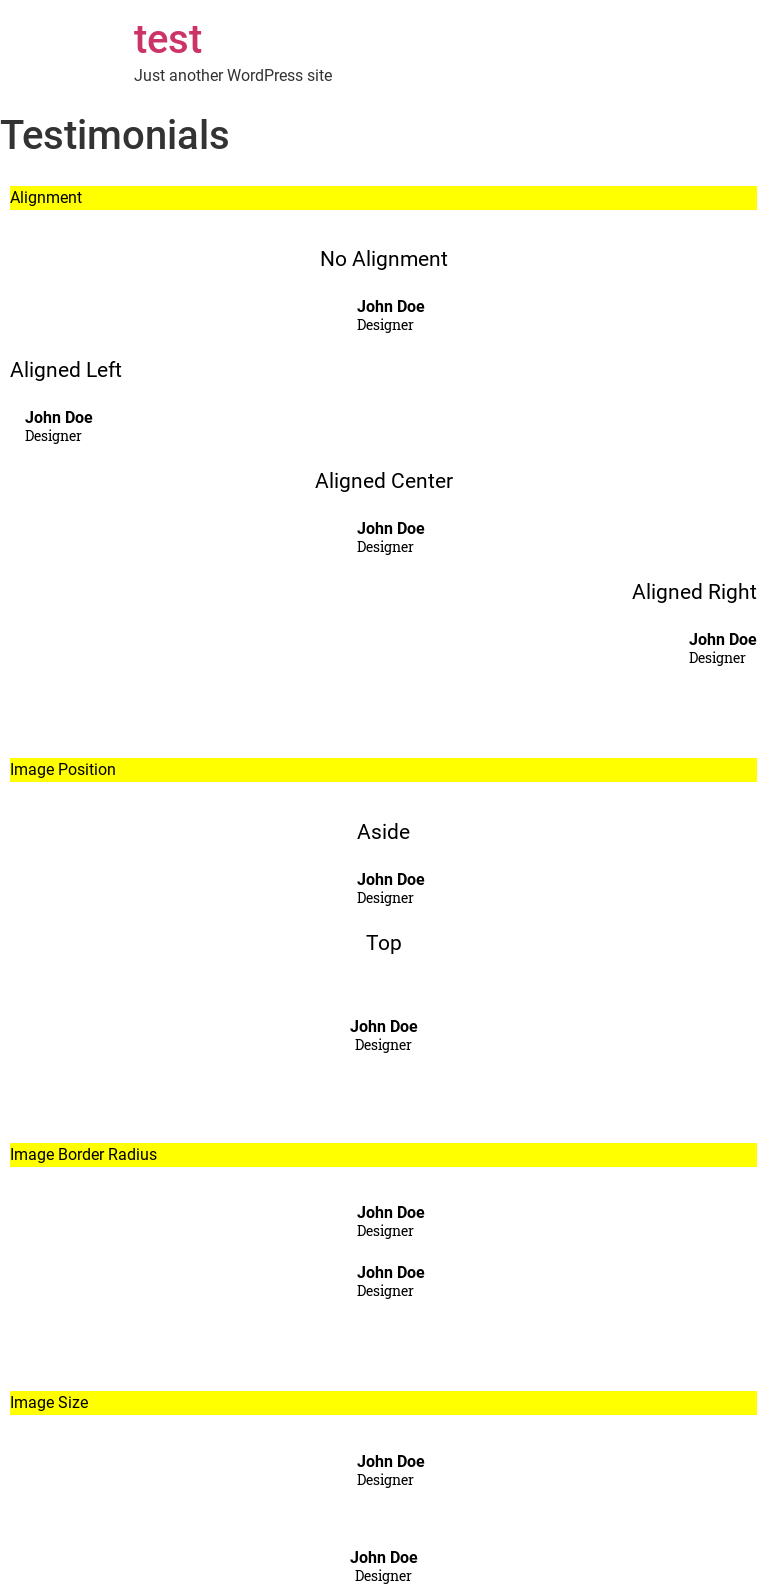 test
Just another WordPress site
Testimonials
Alignment
No Alignment
John Doe
Designer
Aligned Left
John Doe
Designer
Aligned Center
John Doe
Designer
Aligned Right
John Doe
Designer
Image Position
Aside
John Doe
Designer
Top
John Doe
Designer
Image Border Radius
John Doe
Designer
John Doe
Designer
Image Size
John Doe
Designer
John Doe
Designer